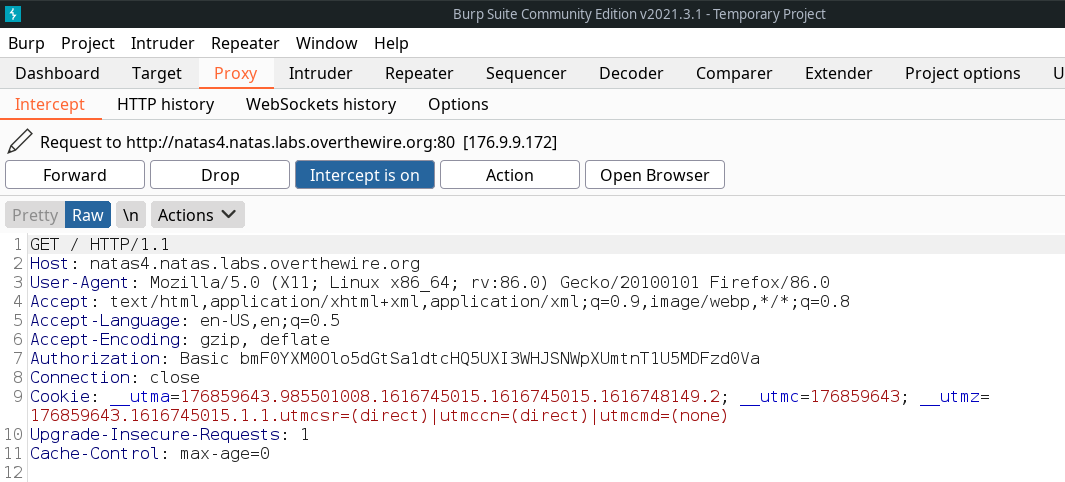 Burp Suite Community Edition v2021.3.1 - Temporary Project
Burp Project Intruder Repeater Window Help
Dashboard Target Proxy Intruder Repeater Sequencer Decoder Comparer Extender Project options U
Intercept HTTP history WebSockets history Options
Request to http://natas4.natas.labs.overthewire.org:80 [176.9.9.172]
Forward Drop Intercept is on Action Open Browser
Pretty Raw \n Actions
1 GET / HTTP/1.1
2 Host: natas4.natas.labs.overthewire.org
3 User-Agent: Mozilla/5.0 (X11; Linux x86_64; rv:86.0) Gecko/20100101 Firefox/86.0
4 Accept: text/html,application/xhtml+xml,application/xml;q=0.9,image/webp,*/*;q=0.8
5 Accept-Language: en-US,en;q=0.5
6 Accept-Encoding: gzip, deflate
7 Authorization: Basic bmF0YXM0Olo5dGtSa1dtcHQ5UXI3WHJSNWpXUmtnT1U5MDFzd0Va
8 Connection: close
9 Cookie: __utma=176859643.985501008.1616745015.1616745015.1616748149.2; __utmc=176859643; __utmz=
176859643.1616745015.1.1.utmcsr=(direct)|utmccn=(direct)|utmcmd=(none)
10 Upgrade-Insecure-Requests: 1
11 Cache-Control: max-age=0
12